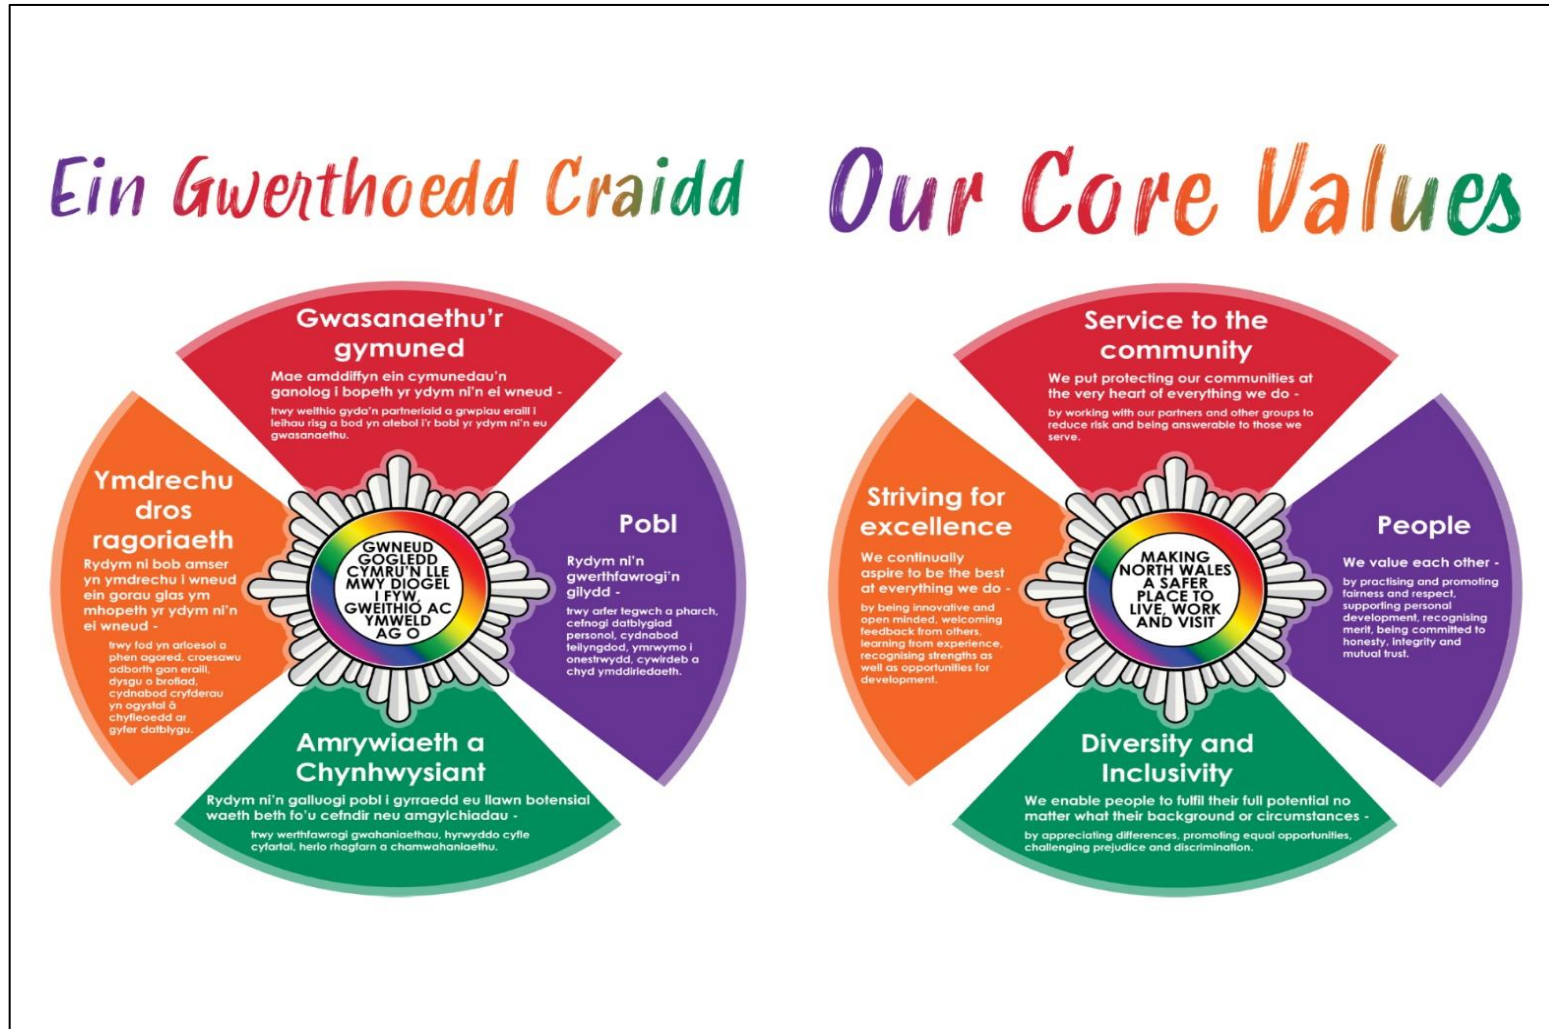 Ein Gwerthoedd Craidd
Gwasanaethu'r
gymuned
Mae amddiffyn ein cymunedau'n
ganolog i bopeth yr ydym ni'n ei wneud -
trwy weithio gyda'n partneriaid a grwpiau eraill i
leihau risg a bod yn atebol i'r bobl yr ydym ni'n eu
gwasanaethu.
Ymdrechu
dros
ragoriaeth
Rydym ni bob amser
yn ymdrechu i wneud
ein gorau glas ym
mhopeth yr ydym ni'n
ei wneud -
trwy fod yn arloesol a
phen agored, croesawu
adborth gan eraill,
dysgu o brofiad,
cydnabod cryfderau
yn ogystal â
chyfleoedd ar
gyfer datblygu.
GWNEUD
GOGLEDD
CYMRU'N LLE
MWY DIOGEL
I FYW,
GWEITHIO AC
YMWELD
AG O
Pobl
Rydym ni'n
gwerthfawrogi'n
gilydd -
trwy arfer tegwch a pharch,
cefnogi datblygiad
personol, cydnabod
teilyngdod, ymrwymo i
onestrwydd, cywirdeb a
chyd ymddiriedaeth.
Amrywiaeth a
Chynhwysiant
Rydym ni'n galluogi pobl i gyrraedd eu llawn botensial
waeth beth fo'u cefndir neu amgylchiadau -
trwy werthfawrogi gwahaniaethau, hyrwyddo cyfle
cyfartal, herio rhagfarn a chamwahaniaethu.
Our Core Values
Service to the
community
We put protecting our communities at
the very heart of everything we do -
by working with our partners and other groups to
reduce risk and being answerable to those we
serve.
Striving for
excellence
We continually
aspire to be the best
at everything we do -
by being innovative and
open minded, welcoming
feedback from others,
learning from experience,
recognising strengths as
well as opportunities for
development.
MAKING
NORTH WALES
A SAFER
PLACE TO
LIVE, WORK
AND VISIT
People
We value each other -
by practising and promoting
fairness and respect,
supporting personal
development, recognising
merit, being committed to
honesty, integrity and
mutual trust.
Diversity and
Inclusivity
We enable people to fulfil their full potential no
matter what their background or circumstances -
by appreciating differences, promoting equal opportunities,
challenging prejudice and discrimination.